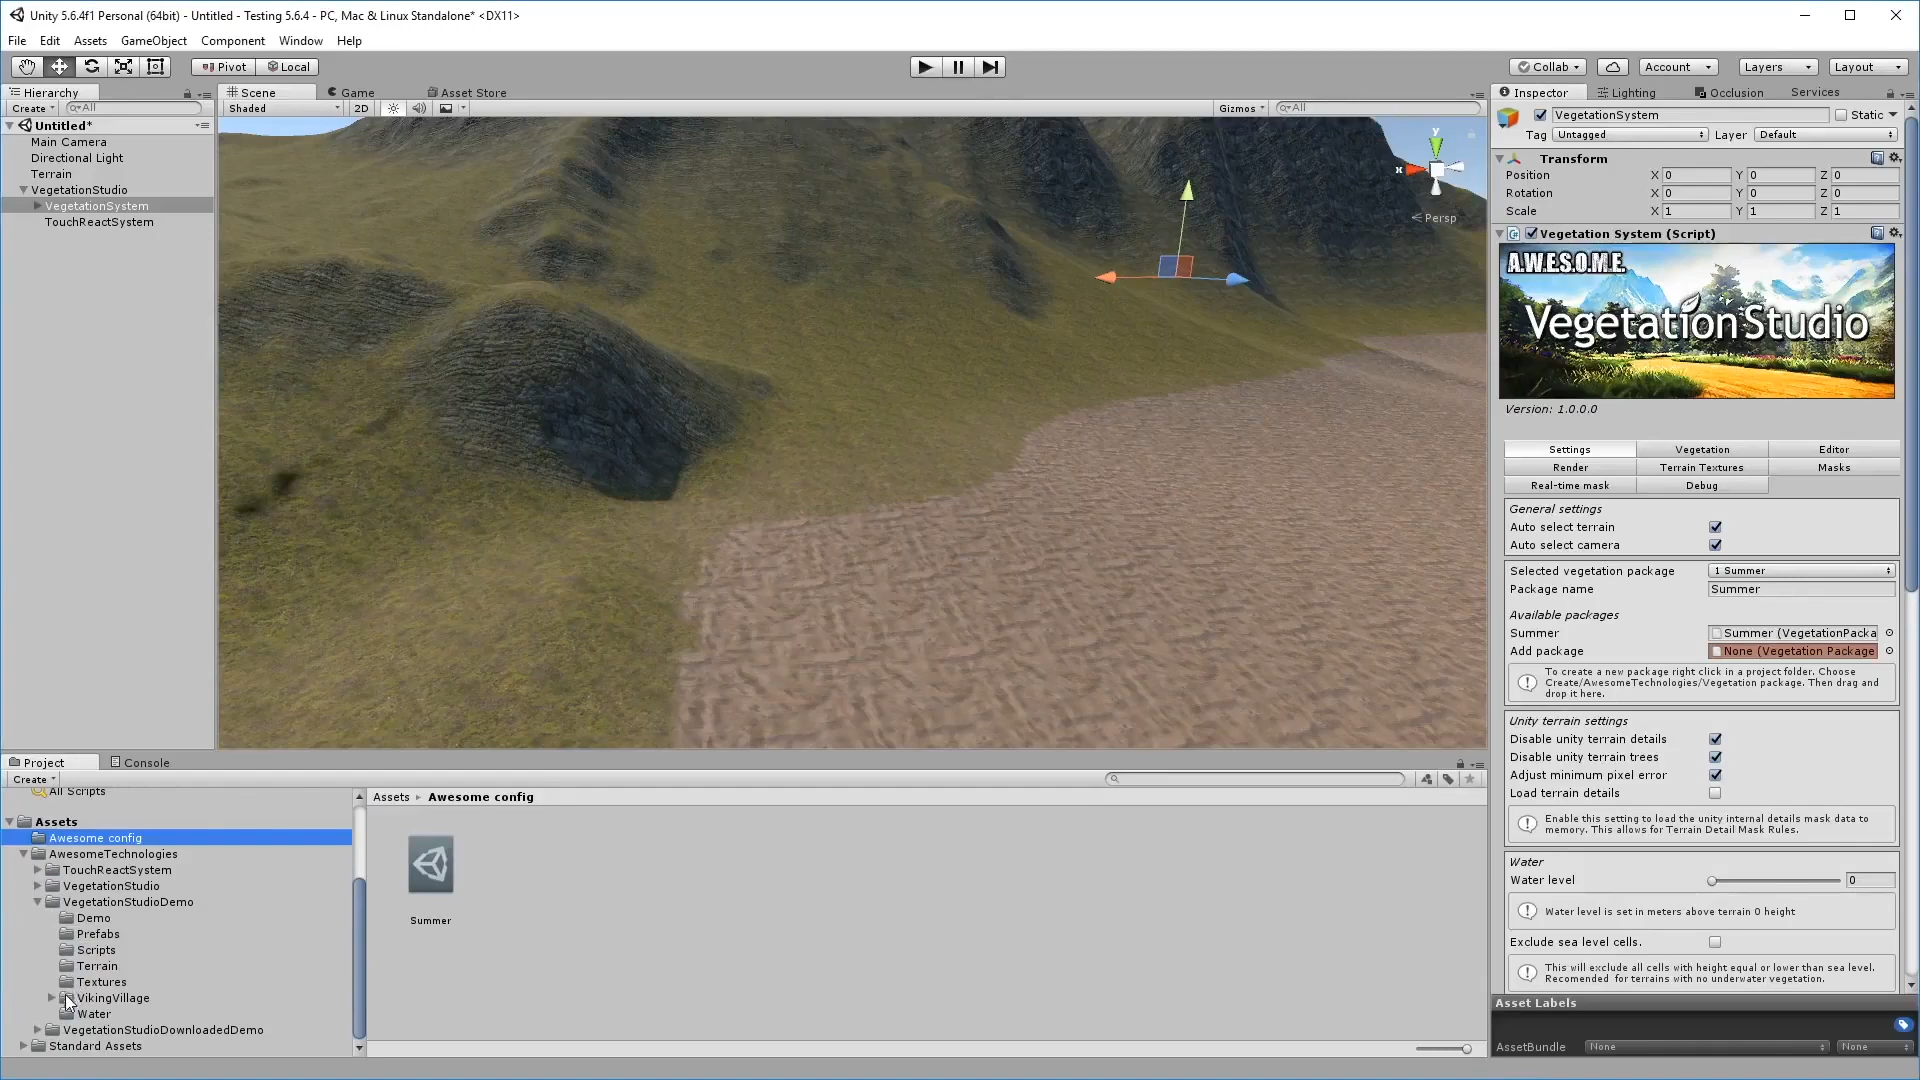 Unity 5.6.4f1 Personal (64bit) - Untitled - Testing 5.6.4 - PC, Mac & Linux Standalone* <DX11>
File Edit Assets GameObject Component Window Help
Pivot Local Collab Account Layers Layout
Hierarchy
Create All
Untitled*
Main Camera
Directional Light
Terrain
VegetationStudio
VegetationSystem
TouchReactSystem
Scene Game Asset Store
Shaded 2D Gizmos All
y
x
Persp
Inspector Lighting Occlusion Services
VegetationSystem Static
Tag Untagged Layer Default
Transform
Position X 0 Y 0 Z 0
Rotation X 0 Y 0 Z 0
Scale X 1 Y 1 Z 1
Vegetation System (Script)
A.W.E.S.O.M.E.
VegetationStudio
Version: 1.0.0.0
Settings Vegetation Editor
Render Terrain Textures Masks
Real-time mask Debug
General settings
Auto select terrain
Auto select camera
Selected vegetation package 1 Summer
Package name Summer
Available packages
Summer Summer (VegetationPacka
Add package None (Vegetation Package
To create a new package right click in a project folder. Choose
Create/AwesomeTechnologies/Vegetation package. Then drag and
drop it here.
Unity terrain settings
Disable unity terrain details
Disable unity terrain trees
Adjust minimum pixel error
Load terrain details
Enable this setting to load the unity internal details mask data to
memory. This allows for Terrain Detail Mask Rules.
Water
Water level 0
Water level is set in meters above terrain 0 height
Exclude sea level cells.
This will exclude all cells with height equal or lower than sea level.
Recomended for terrains with no underwater vegetation.
Asset Labels
AssetBundle None None
Project Console
Create
All Scripts
Assets
Awesome config
AwesomeTechnologies
TouchReactSystem
VegetationStudio
VegetationStudioDemo
Demo
Prefabs
Scripts
Terrain
Textures
VikingVillage
Water
VegetationStudioDownloadedDemo
Standard Assets
Assets Awesome config
Summer